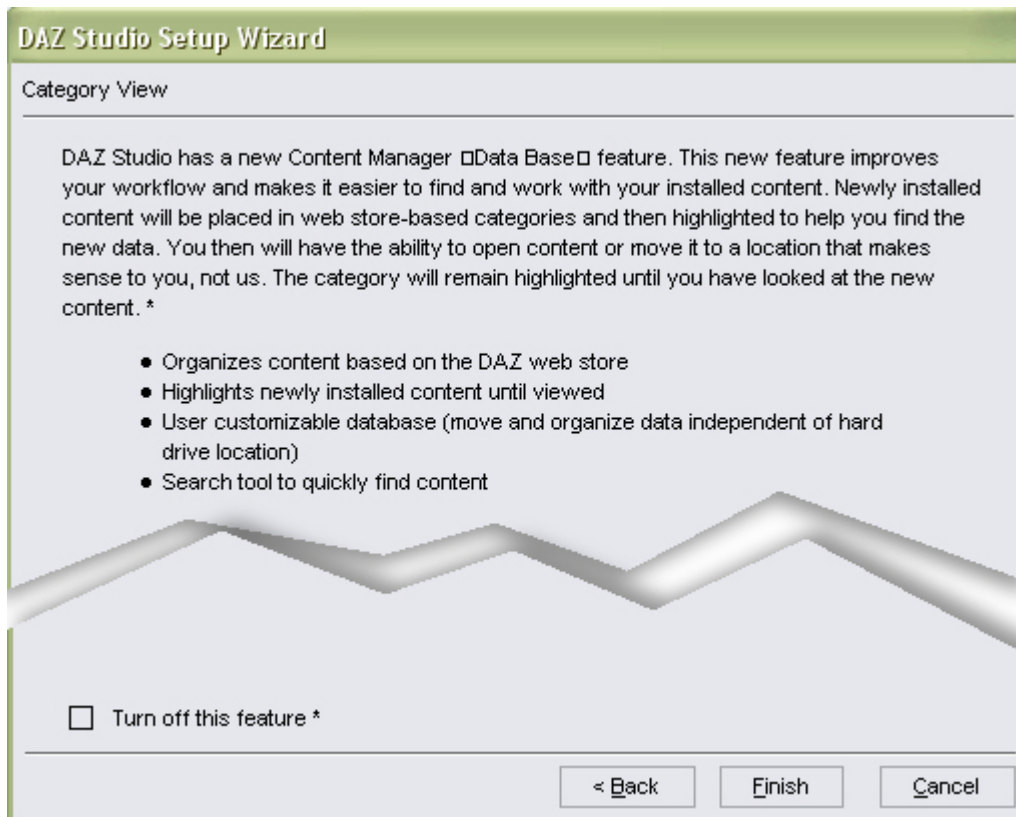 DAZ Studio Setup Wizard
Category View
DAZ Studio has a new Content Manager □Data Base□ feature. This new feature improves
your workflow and makes it easier to find and work with your installed content. Newly installed
content will be placed in web store-based categories and then highlighted to help you find the
new data. You then will have the ability to open content or move it to a location that makes
sense to you, not us. The category will remain highlighted until you have looked at the new
content. *
● Organizes content based on the DAZ web store
● Highlights newly installed content until viewed
● User customizable database (move and organize data independent of hard
drive location)
● Search tool to quickly find content
Turn off this feature *
< Back
Finish
Cancel